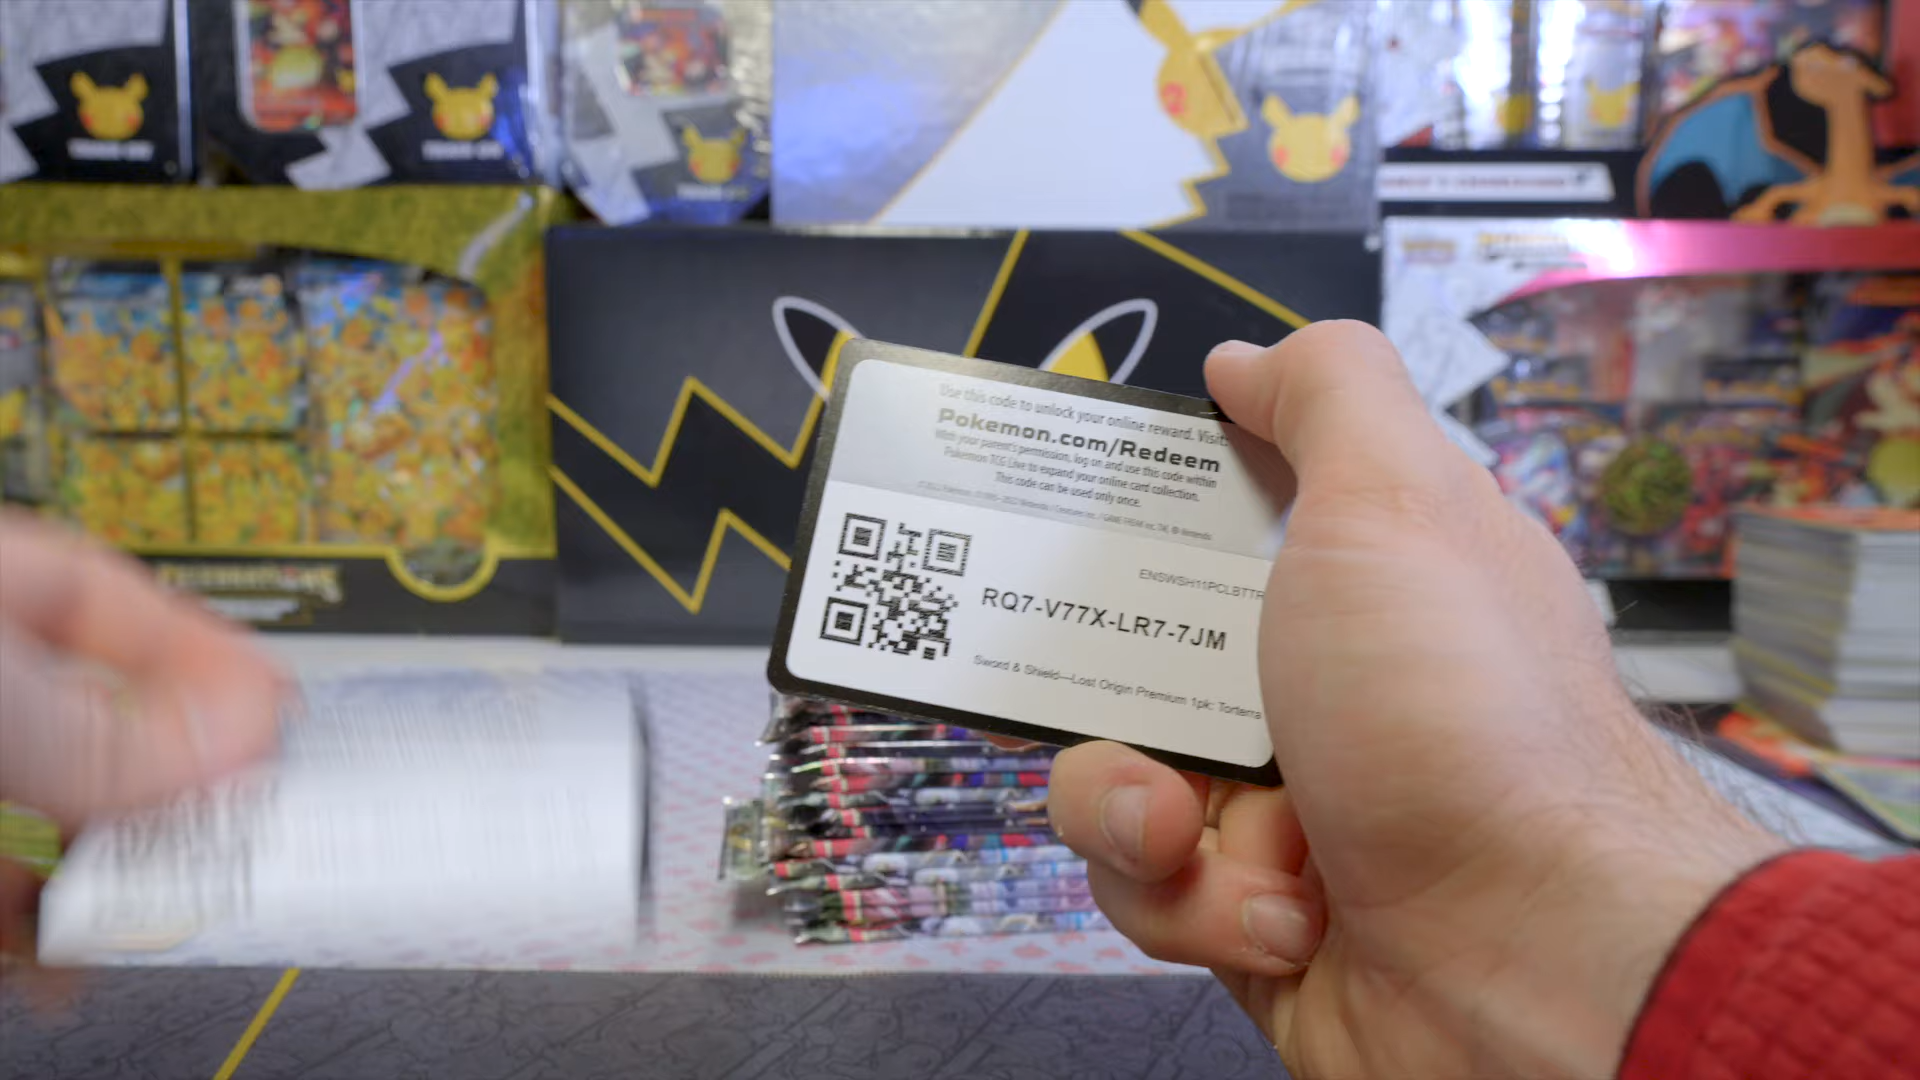 Use this code to unlock your online reward. Visit:
Pokemon.com/Redeem
With your parent's permission, log on and use this code within
Pokemon TCG Live to expand your online card collection.
This code can be used only once.
ENSWSH11PCLBTTR
RQ7-V77X-LR7-7JM
Sword & Shield—Lost Origin Premium 1pk: Torterra